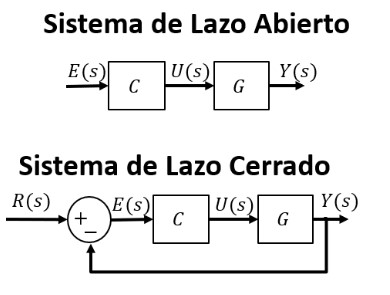 Sistema de Lazo Abierto
E(s) U(s) Y(s)
C G
Sistema de Lazo Cerrado
R(s) E(s) U(s) Y(s)
+ − C G